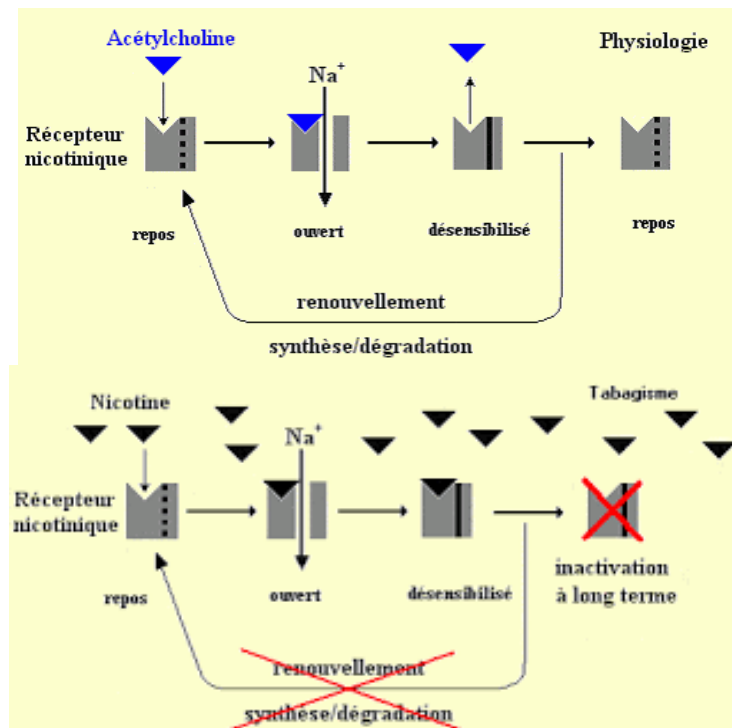 Acétylcholine
Physiologie
Na+
Récepteur
nicotinique
repos
ouvert
désensibilisé
repos
renouvellement
synthèse/dégradation
Nicotine
Tabagisme
Na+
Récepteur
nicotinique
repos
ouvert
désensibilisé
inactivation
à long terme
renouvellement
synthèse/dégradation